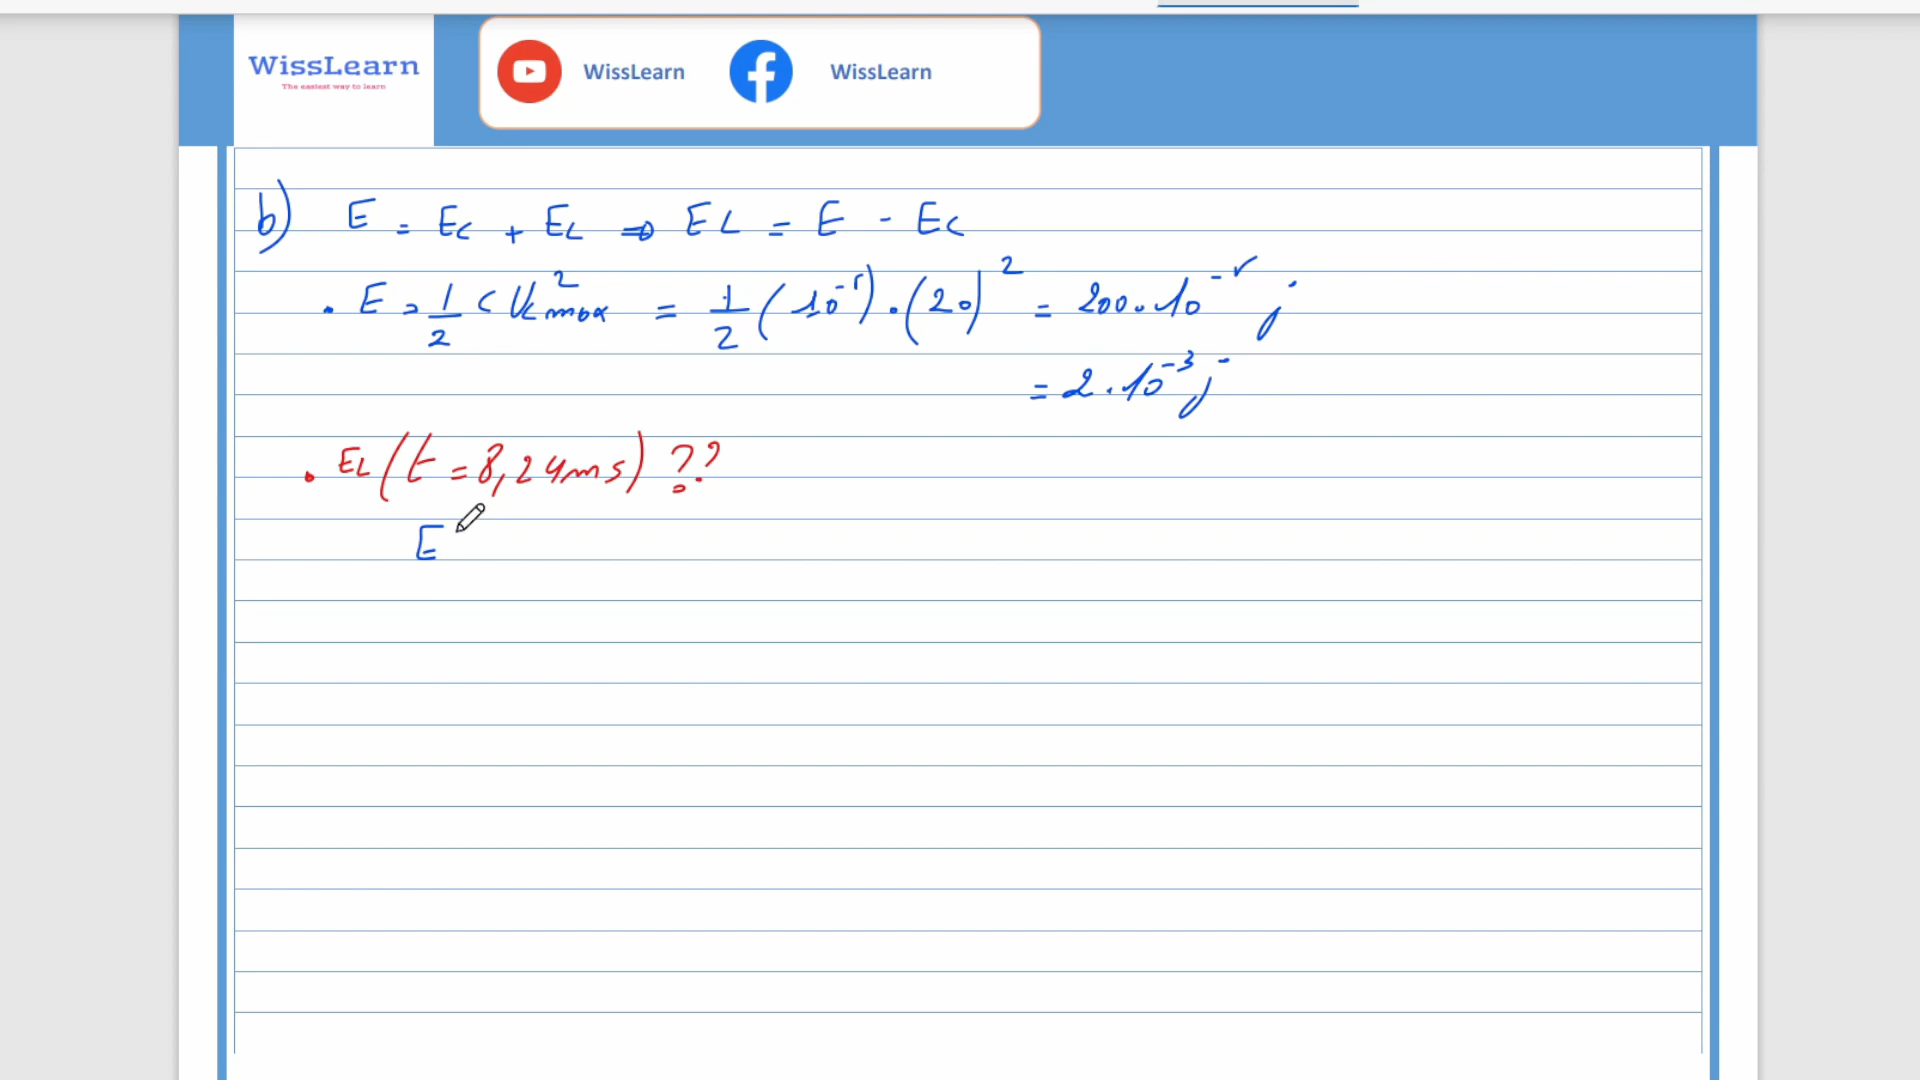 WissLearn
The easiest way to learn
WissLearn
WissLearn
b) E = Ec + EL ⇒ EL = E - Ec
. E = 1/2 C Uc²max = 1/2 (10⁻⁵) . (20)² = 200.10⁻⁵ j
= 2.10⁻³ j
. EL (t = 8,24ms) ??
E